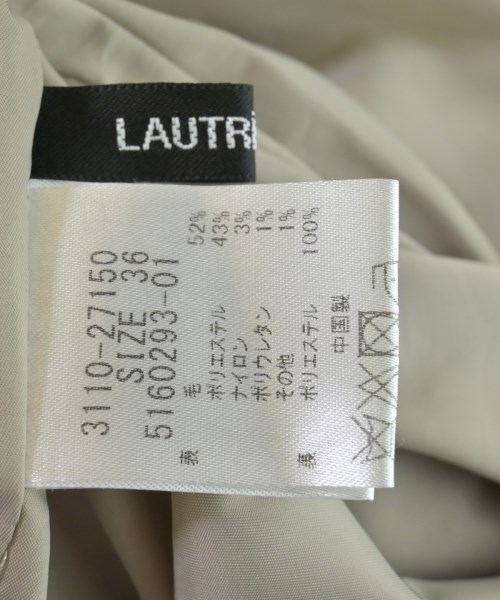 LAUTRI
3110-27150
SIZE 36
5160293-01
表 毛 52%
ポリエステル 43%
ナイロン 3%
ポリウレタン 1%
その他 1%
裏 ポリエステル 100%
中国製